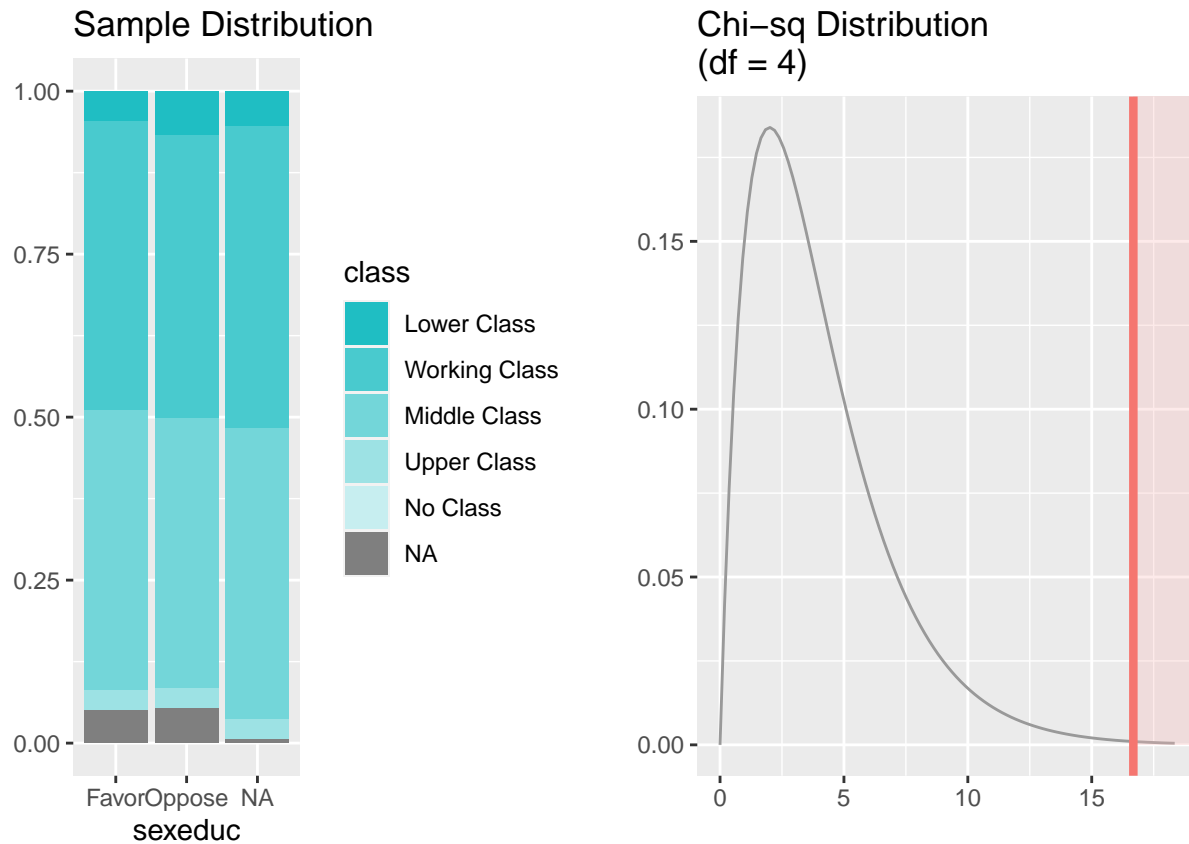 Sample Distribution
1.00
0.75
0.50
0.25
0.00
Favor Oppose NA
sexeduc
class
Lower Class
Working Class
Middle Class
Upper Class
No Class
NA
Chi−sq Distribution
(df = 4)
0.15
0.10
0.05
0.00
0 5 10 15